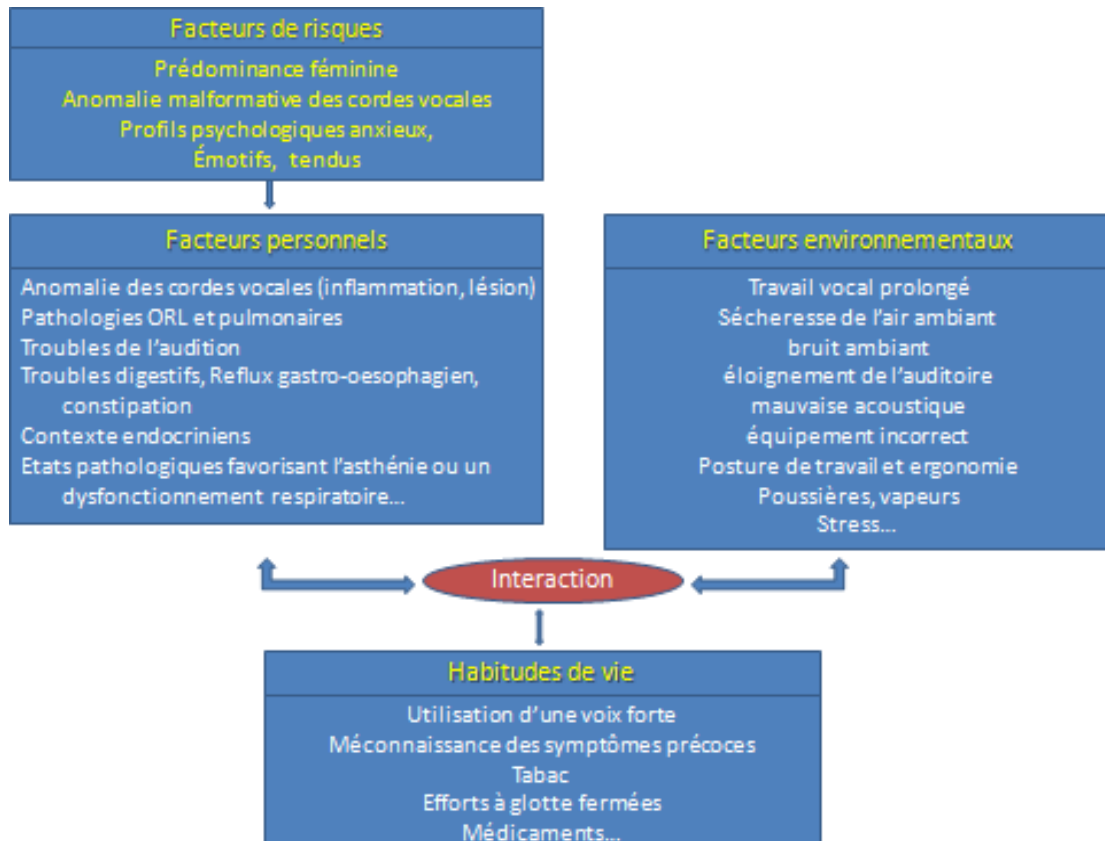 Facteurs de risques
Prédominance féminine
Anomalie malformative des cordes vocales
Profils psychologiques anxieux,
Émotifs, tendus
Facteurs personnels
Anomalie des cordes vocales (inflammation, lésion)
Pathologies ORL et pulmonaires
Troubles de l'audition
Troubles digestifs, Reflux gastro-oesophagien,
constipation
Contexte endocriniens
Etats pathologiques favorisant l'asthénie ou un
dysfonctionnement respiratoire...
Facteurs environnementaux
Travail vocal prolongé
Sécheresse de l'air ambiant
bruit ambiant
éloignement de l'auditoire
mauvaise acoustique
équipement incorrect
Posture de travail et ergonomie
Poussières, vapeurs
Stress...
Interaction
Habitudes de vie
Utilisation d'une voix forte
Méconnaissance des symptômes précoces
Tabac
Efforts à glotte fermées
Médicaments...